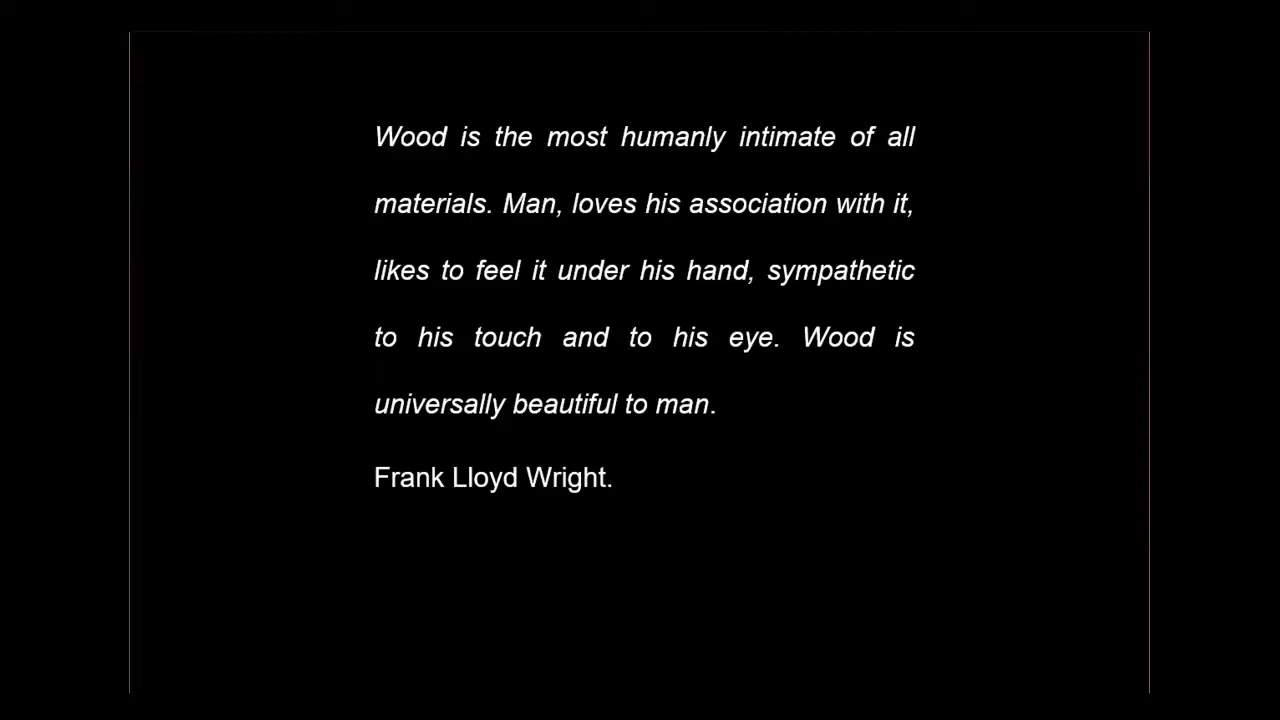 Wood is the most humanly intimate of all
materials. Man, loves his association with it,
likes to feel it under his hand, sympathetic
to his touch and to his eye. Wood is
universally beautiful to man.
Frank Lloyd Wright.